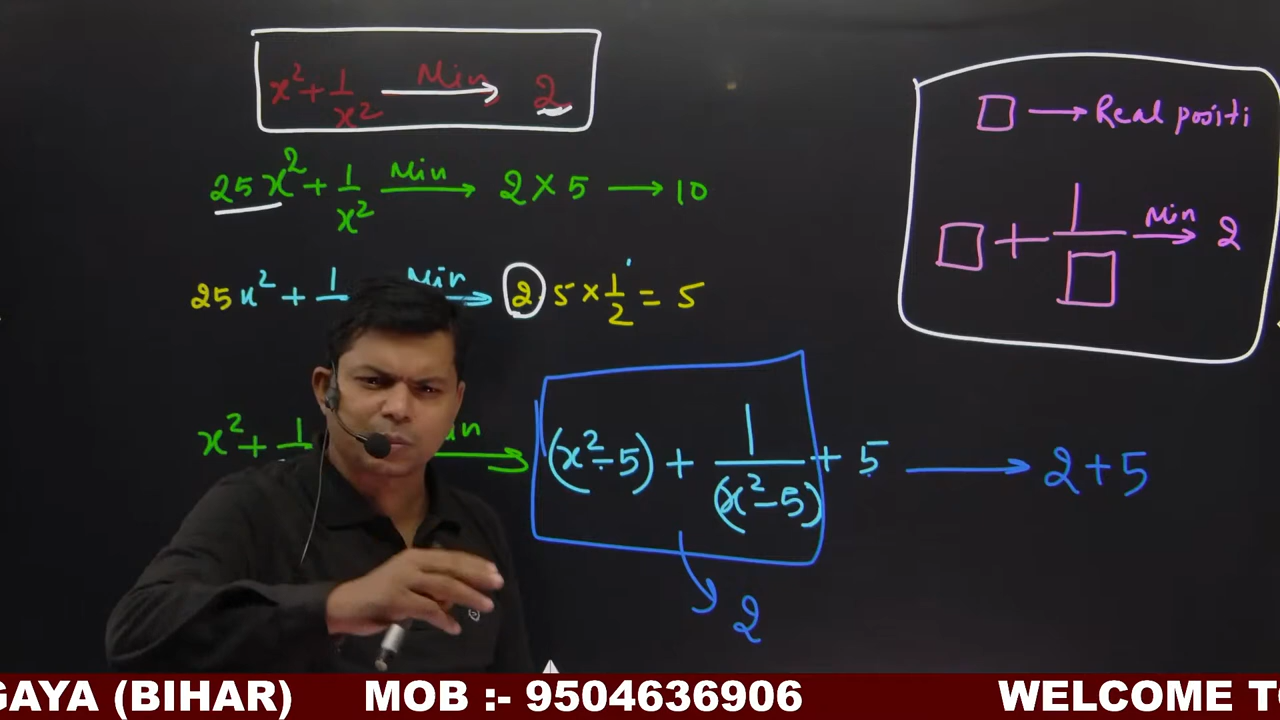 x² + 1/x² Min → 2
25x² + 1/x² Min → 2 × 5 → 10
25x² + 1 Min → 2 · 5 × 1/2 = 5
x² + 1 → (x² - 5) + 1/(x² - 5) + 5 → 2 + 5
2
□ → Real positi
□ + 1/□ Min → 2
GAYA (BIHAR) MOB :- 9504636906 WELCOME T